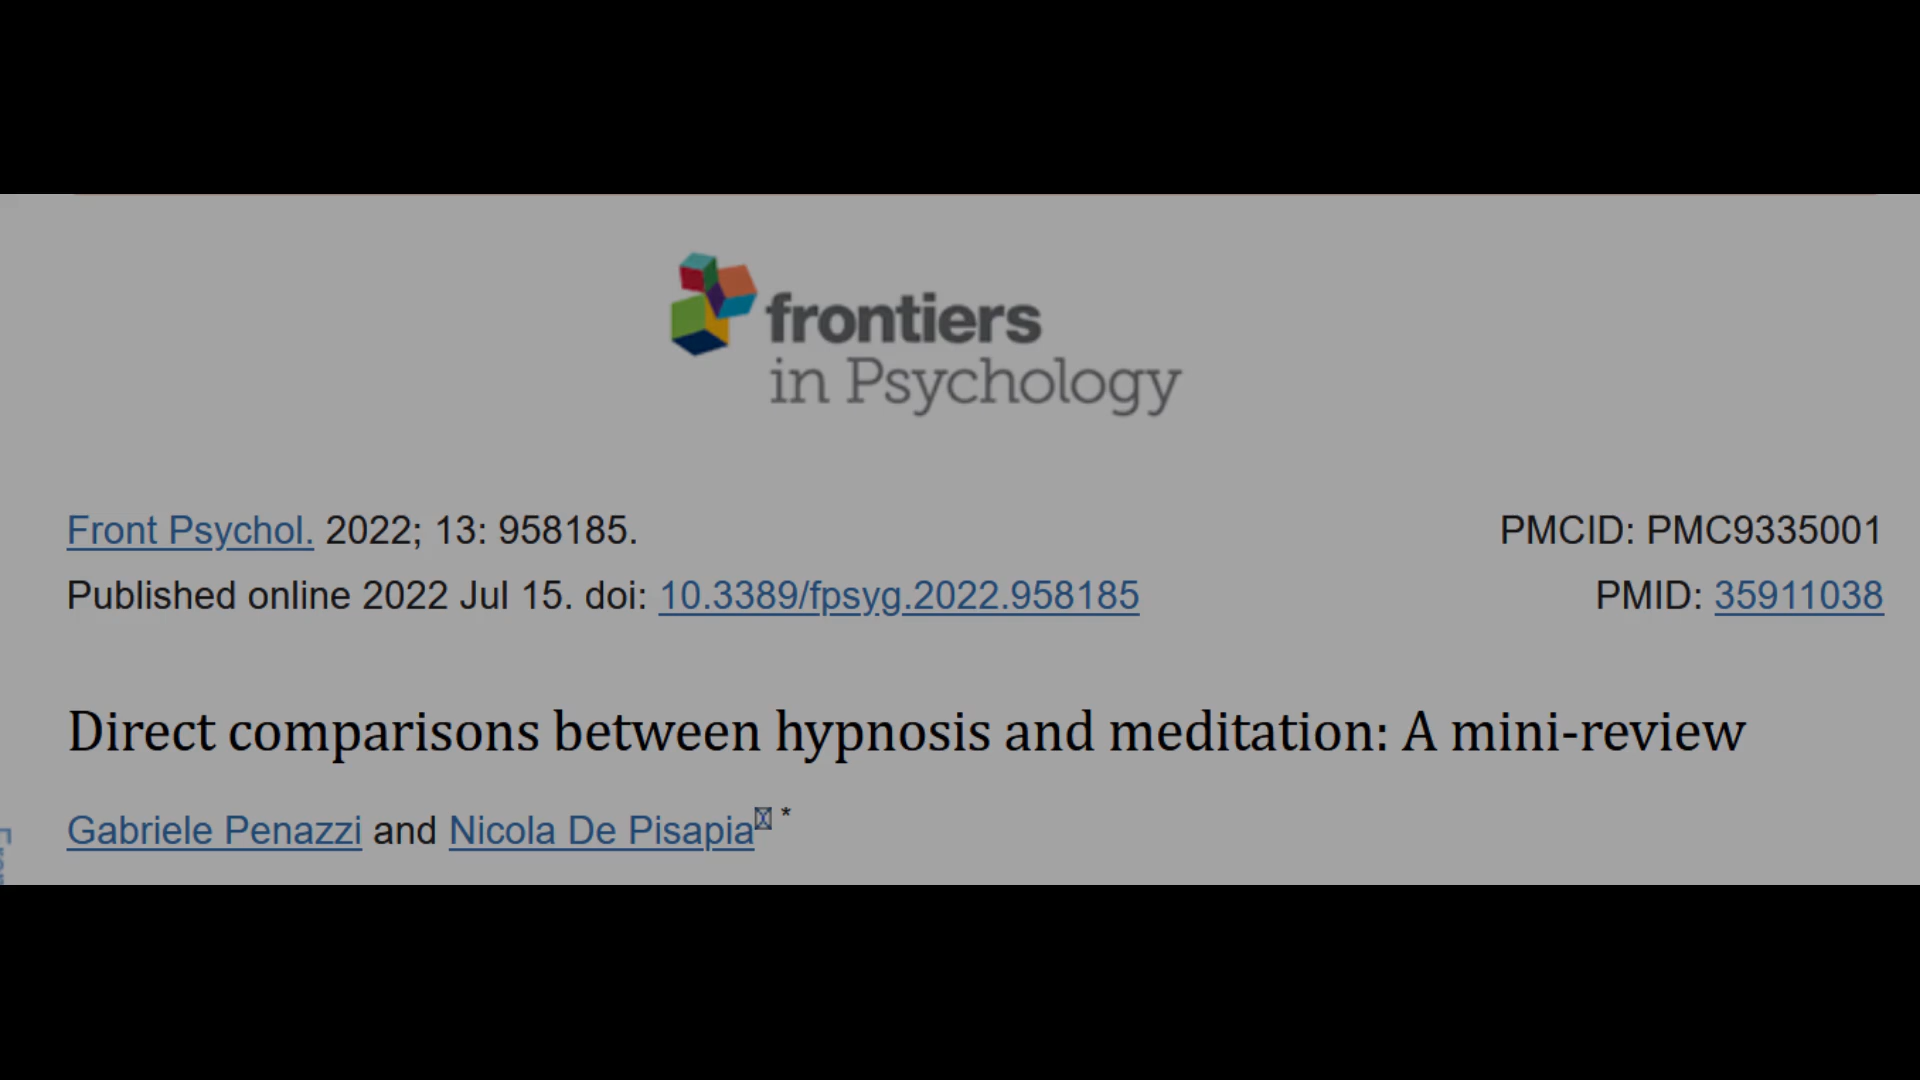 frontiers
in Psychology
Front Psychol. 2022; 13: 958185.
PMCID: PMC9335001
Published online 2022 Jul 15. doi: 10.3389/fpsyg.2022.958185
PMID: 35911038
Direct comparisons between hypnosis and meditation: A mini-review
Gabriele Penazzi and Nicola De Pisapia *